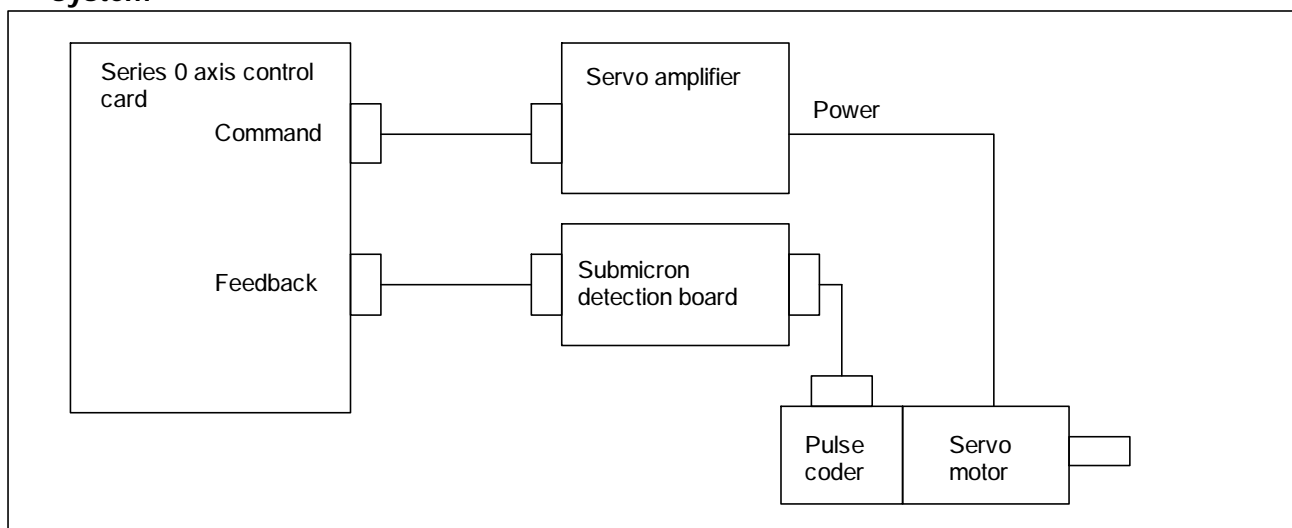 system
Series 0 axis control
card
Command
Servo amplifier
Power
Feedback
Submicron
detection board
Pulse
coder
Servo
motor